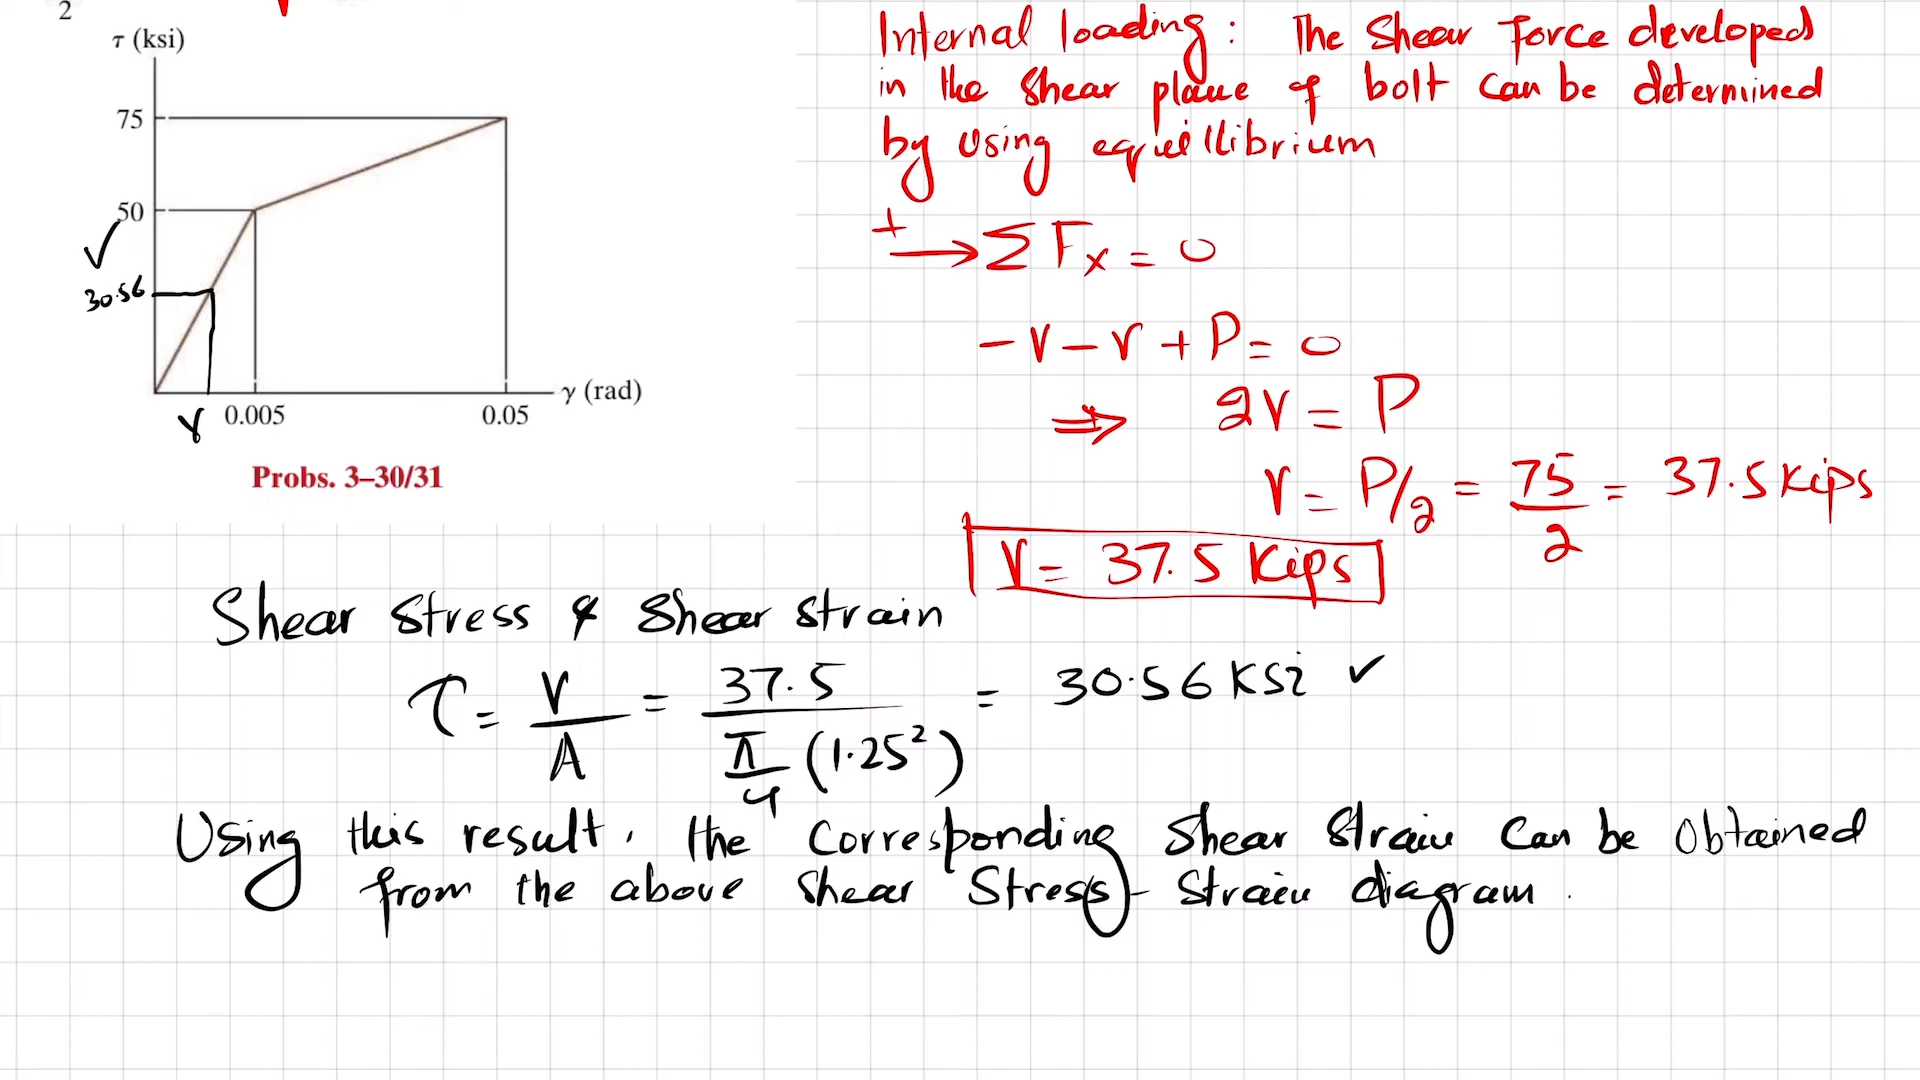 2
τ (ksi)
75
50
30.56
γ
0.005
0.05
γ (rad)
Probs. 3–30/31
Internal loading: The Shear Force developed
in the Shear plane of bolt can be determined
by using equillibrium
+
→ΣFx = 0
-V-V+P= 0
⇒ 2V = P
V = P/2 = 75/2 = 37.5 Kips
V= 37.5 Kips
Shear Stress & Shear Strain
τ = V/A = 37.5/(π/4 (1.25²)) = 30.56 KSi ✓
Using this result, the Corresponding Shear Strain Can be Obtained
from the above Shear Stress-Strain diagram.